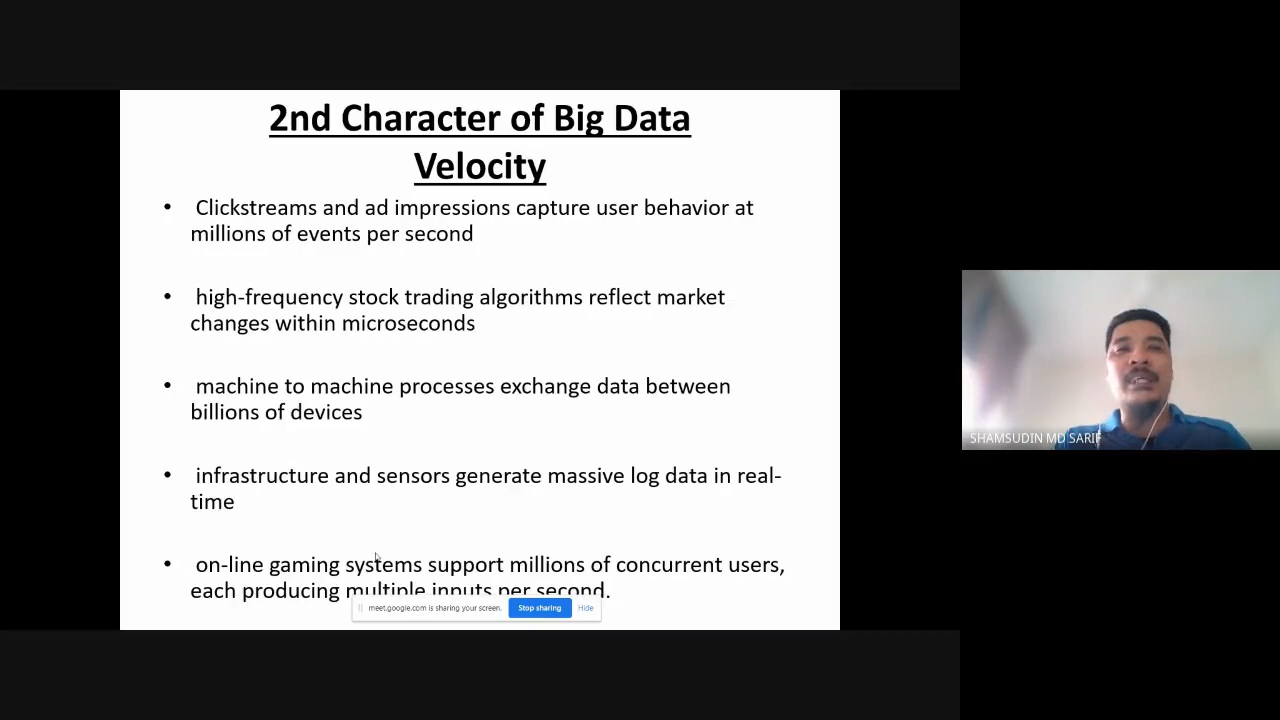 2nd Character of Big Data
Velocity
• Clickstreams and ad impressions capture user behavior at
millions of events per second
• high-frequency stock trading algorithms reflect market
changes within microseconds
• machine to machine processes exchange data between
billions of devices
• infrastructure and sensors generate massive log data in real-
time
• on-line gaming systems support millions of concurrent users,
each producing multiple inputs per second.
meet.google.com is sharing your screen.
Stop sharing
Hide
SHAMSUDIN MD SARIF